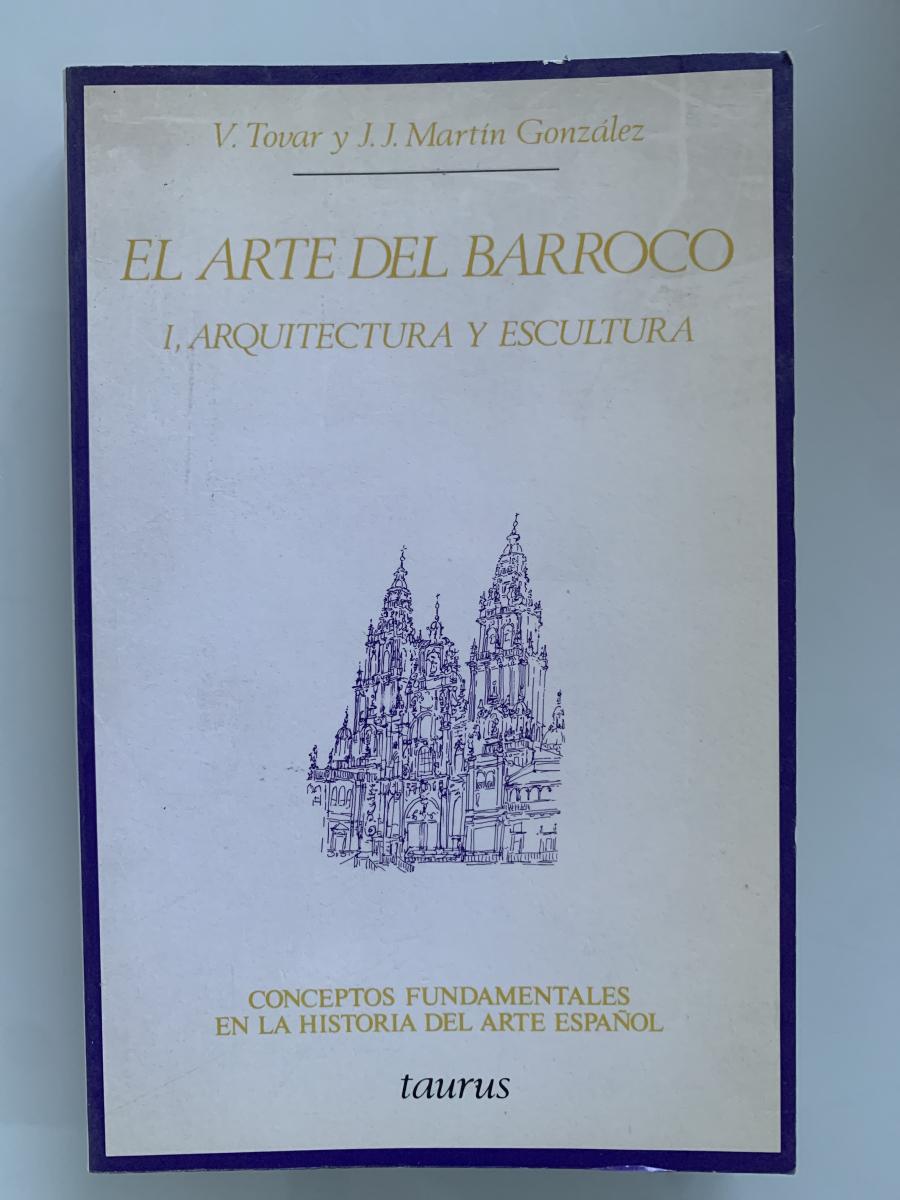 V. Tovar y J. J. Martín González
EL ARTE DEL BARROCO
I, ARQUITECTURA Y ESCULTURA
CONCEPTOS FUNDAMENTALES
EN LA HISTORIA DEL ARTE ESPAÑOL
taurus